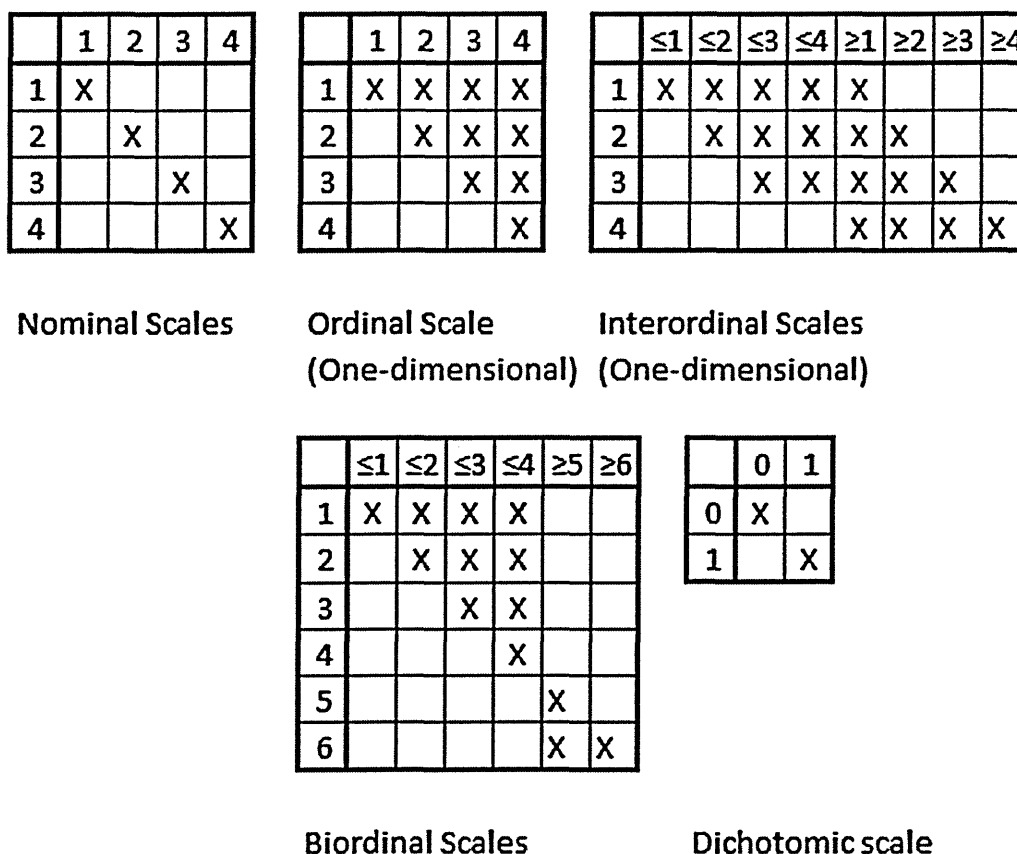 1 2 3 4
1 X
2 X
3 X
4 X
Nominal Scales
1 2 3 4
1 X X X X
2 X X X
3 X X
4 X
Ordinal Scale
(One-dimensional)
≤1 ≤2 ≤3 ≤4 ≥1 ≥2 ≥3 ≥4
1 X X X X X
2 X X X X X
3 X X X X X
4 X X X X
Interordinal Scales
(One-dimensional)
≤1 ≤2 ≤3 ≤4 ≥5 ≥6
1 X X X X
2 X X X
3 X X
4 X
5 X
6 X X
Biordinal Scales
0 1
0 X
1 X
Dichotomic scale